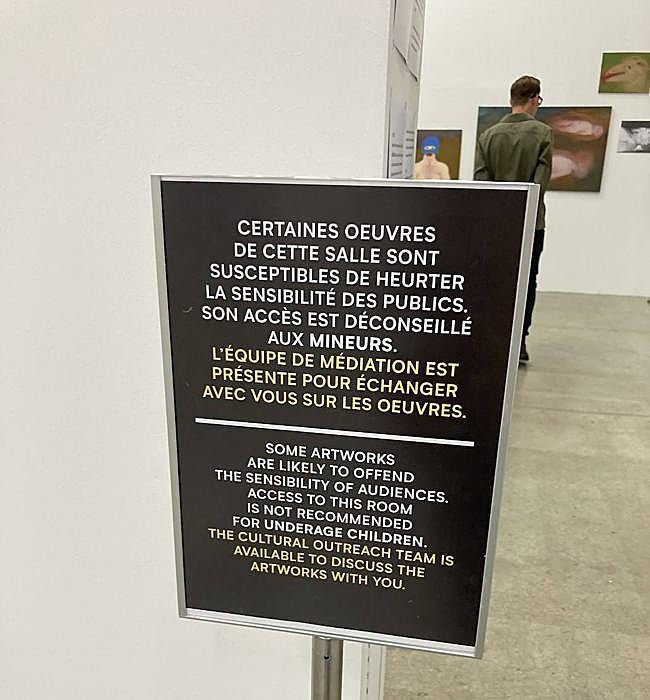 CERTAINES OEUVRES
DE CETTE SALLE SONT
SUSCEPTIBLES DE HEURTER
LA SENSIBILITÉ DES PUBLICS.
SON ACCÈS EST DÉCONSEILLÉ
AUX MINEURS.
L'ÉQUIPE DE MÉDIATION EST
PRÉSENTE POUR ÉCHANGER
AVEC VOUS SUR LES OEUVRES.
SOME ARTWORKS
ARE LIKELY TO OFFEND
THE SENSIBILITY OF AUDIENCES.
ACCESS TO THIS ROOM
IS NOT RECOMMENDED
FOR UNDERAGE CHILDREN.
THE CULTURAL OUTREACH TEAM IS
AVAILABLE TO DISCUSS THE
ARTWORKS WITH YOU.